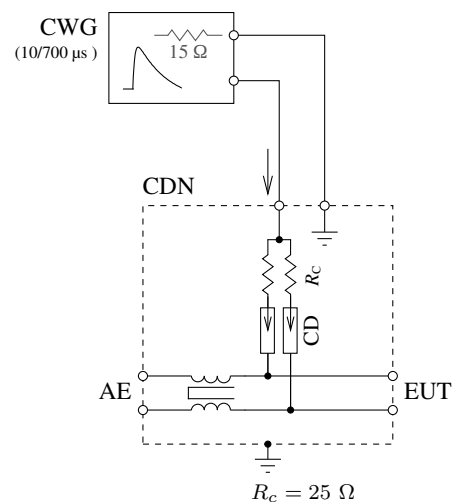 CWG
(10/700 µs )
15 Ω
CDN
R_C
CD
AE
EUT
R_c = 25 Ω